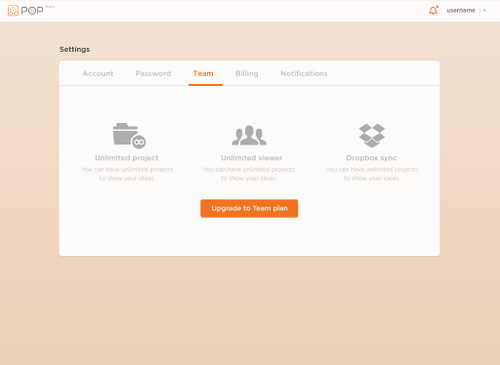 POP Beta
username
Settings
Account Password Team Billing Notifications
Unlimited project Unlimited viewer Dropbox sync
You can have unlimited projects You can have unlimited projects You can have unlimited projects
to show your ideas. to show your ideas. to show your ideas.
Upgrade to Team plan